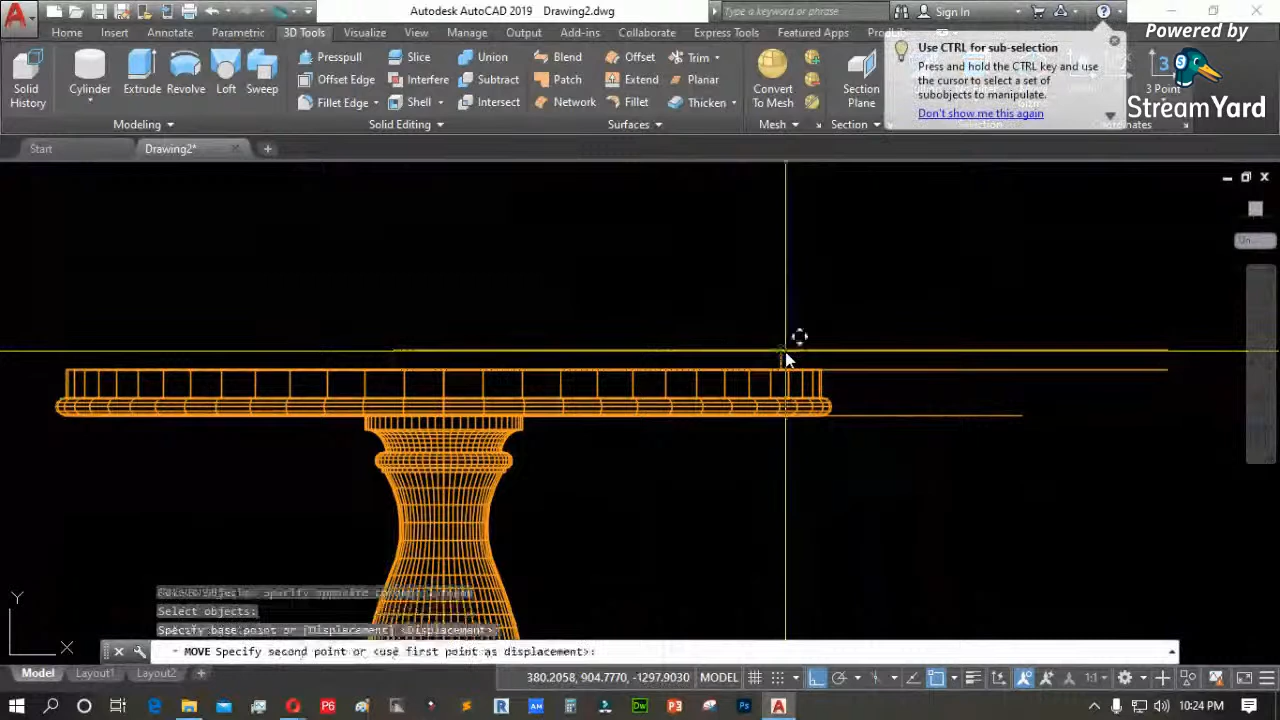 Autodesk AutoCAD 2019 Drawing2.dwg
Type a keyword or phrase
Sign In
Home Insert Annotate Parametric 3D Tools Visualize View Manage Output Add-ins Collaborate Express Tools Featured Apps
Powered by
StreamYard
Use CTRL for sub-selection
Press and hold the CTRL key and use
the cursor to select a set of
subobjects to manipulate.
Don't show me this again
Solid
History
Cylinder Extrude Revolve Loft Sweep
Presspull
Offset Edge
Fillet Edge
Slice
Interfere
Shell
Union
Subtract
Intersect
Blend
Patch
Network
Offset
Extend
Fillet
Trim
Planar
Thicken
Convert
To Mesh
Section
Plane
3 Point
Modeling Solid Editing Surfaces Mesh Section
Start Drawing2*
Un...
Select objects:
Specify base point or [Displacement] <Displacement>:
MOVE Specify second point or <use first point as displacement>:
Y
X
Model Layout1 Layout2 +
380.2058, 904.7770, -1297.9030 MODEL
1:1
10:24 PM